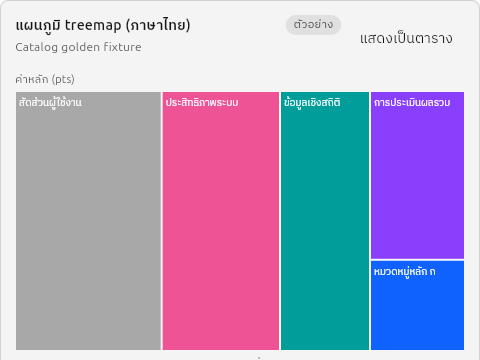 แผนภูมิ treemap (ภาษาไทย)
ตัวอย่าง
แสดงเป็นตาราง
Catalog golden fixture
ค่าหลัก (pts)
สัดส่วนผู้ใช้งาน
ประสิทธิภาพระบบ
ข้อมูลเชิงสถิติ
การประเมินผลรวม
หมวดหมู่หลัก ก